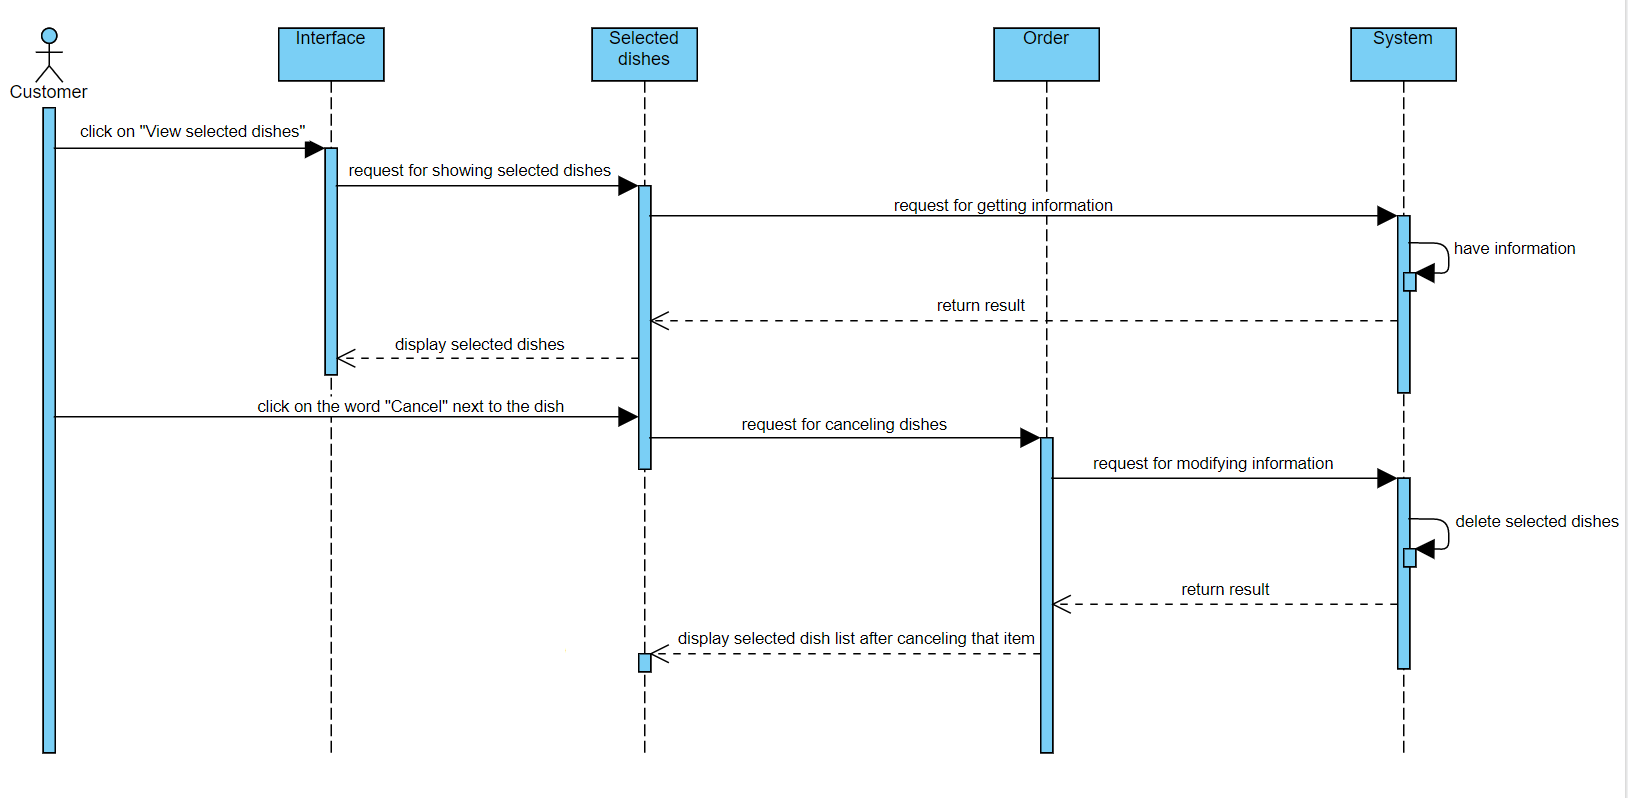 Interface
Selected
dishes
Order
System
Customer
click on "View selected dishes"
request for showing selected dishes
request for getting information
have information
return result
display selected dishes
click on the word "Cancel" next to the dish
request for canceling dishes
request for modifying information
delete selected dishes
return result
display selected dish list after canceling that item